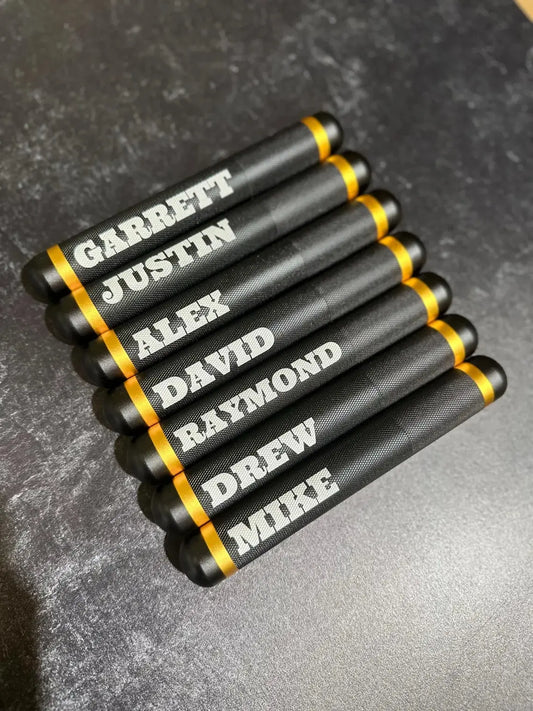 GARRETT
JUSTIN
ALEX
DAVID
RAYMOND
DREW
MIKE